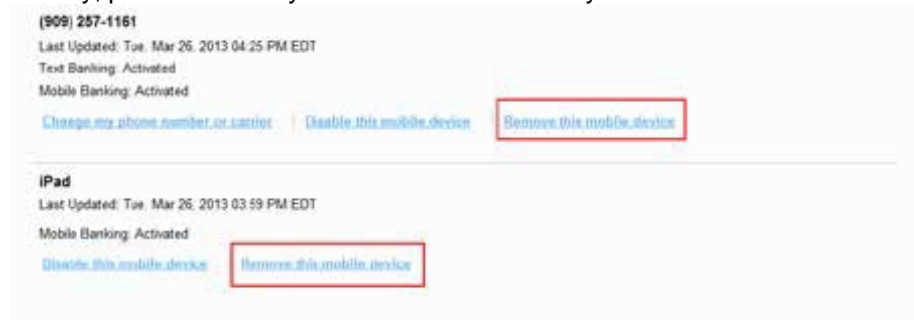 (909) 257-1161
Last Updated: Tue. Mar 26, 2013 04:25 PM EDT
Text Banking: Activated
Mobile Banking: Activated
Change my phone number or carrier | Disable this mobile device | Remove this mobile device
iPad
Last Updated: Tue. Mar 26, 2013 03:59 PM EDT
Mobile Banking: Activated
Disable this mobile device | Remove this mobile device